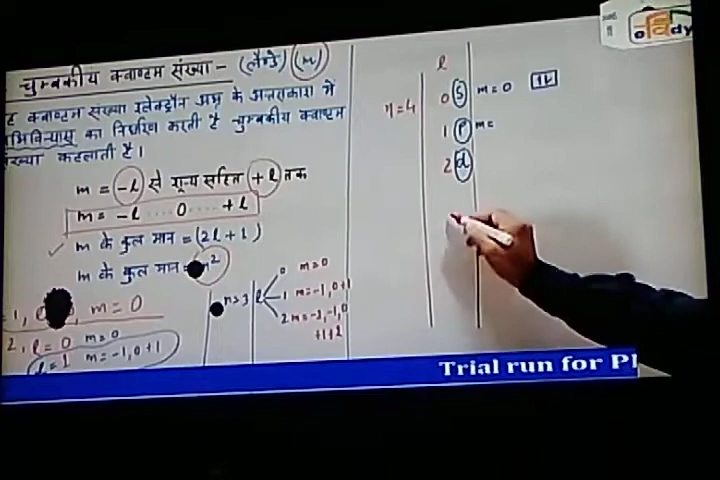 चुम्बकीय क्वाण्टम संख्या - (लैण्डे) (m)
क्वाण्टम संख्या इलेक्ट्रॉन अभ्र के अन्तराकाश में
का निर्धारण करती है चुम्बकीय क्वाण्टम
संख्या कहलाती है।
m = -l से शून्य सहित +l तक
m = -l ..... 0 ..... +l
✓ m के कुल मान = (2l+1)
m के कुल मान = n²
m = 0
2, l = 0 m = 0
l = 1 m = -1, 0 +1
n = 3 l
0 m = 0
1 m = -1, 0 +1
2 m = -2, -1, 0
+1 +2
l
n = 4
0 s m = 0 1L
1 p m =
2 d
Trial run for P